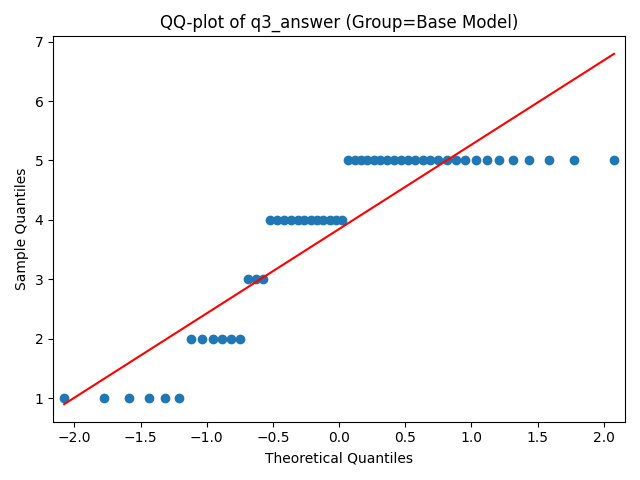 QQ-plot of q3_answer (Group=Base Model)
7
6
5
4
3
2
1
Sample Quantiles
−2.0 −1.5 −1.0 −0.5 0.0 0.5 1.0 1.5 2.0
Theoretical Quantiles